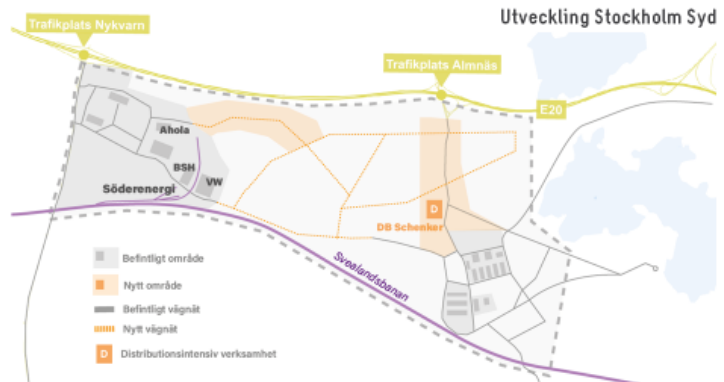 Utveckling Stockholm Syd
Trafikplats Nykvarn
Trafikplats Almnäs
E20
Ahola
BSH
VW
Söderenergi
D
DB Schenker
Svealandsbanan
Befintligt område
Nytt område
Befintligt vägnät
Nytt vägnät
D Distributionsintensiv verksamhet